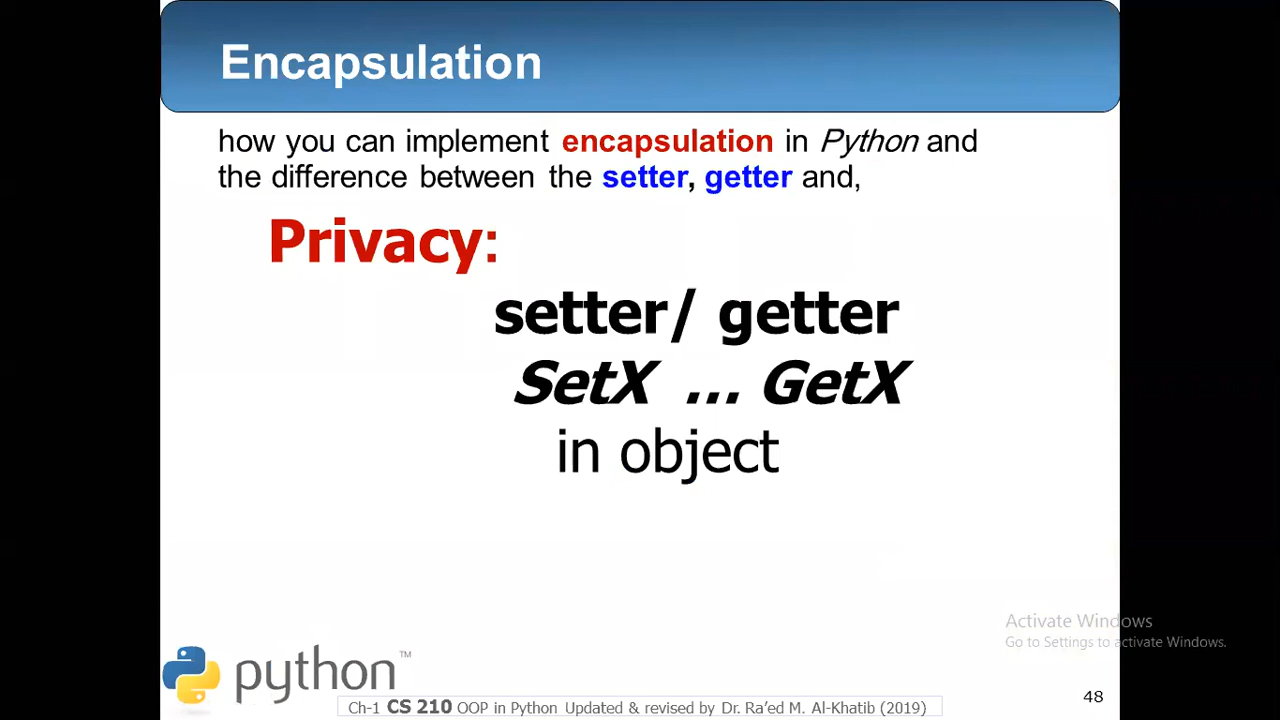 Encapsulation
how you can implement encapsulation in Python and
the difference between the setter, getter and,
Privacy:
setter/ getter
SetX ... GetX
in object
Activate Windows
Go to Settings to activate Windows.
python™
Ch-1 CS 210 OOP in Python Updated & revised by Dr. Ra'ed M. Al-Khatib (2019)
48